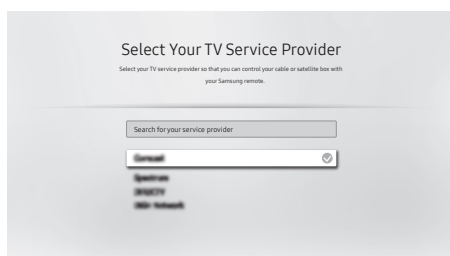 Select Your TV Service Provider
Select your TV service provider so that you can control your cable or satellite box with
your Samsung remote.
Search for your service provider